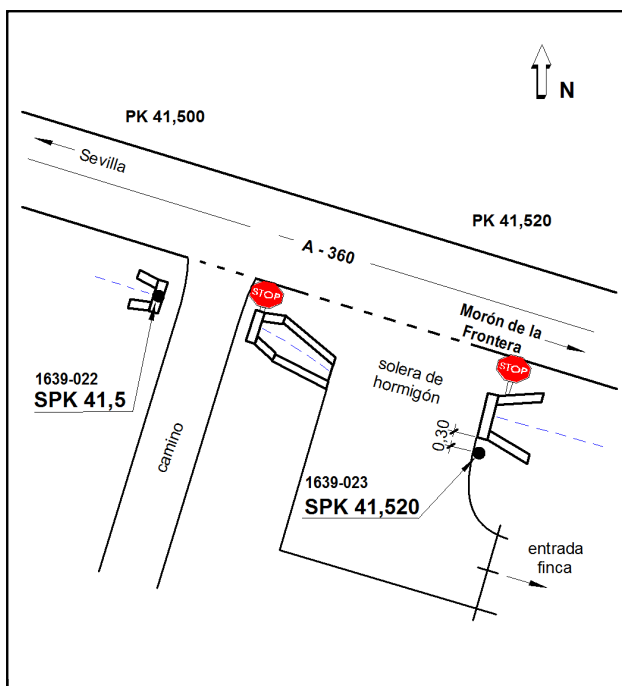 N
PK 41,500
Sevilla
PK 41,520
A - 360
STOP
Morón de la
Frontera
STOP
solera de
hormigón
1639-022
SPK 41,5
camino
0,30
1639-023
SPK 41,520
entrada
finca